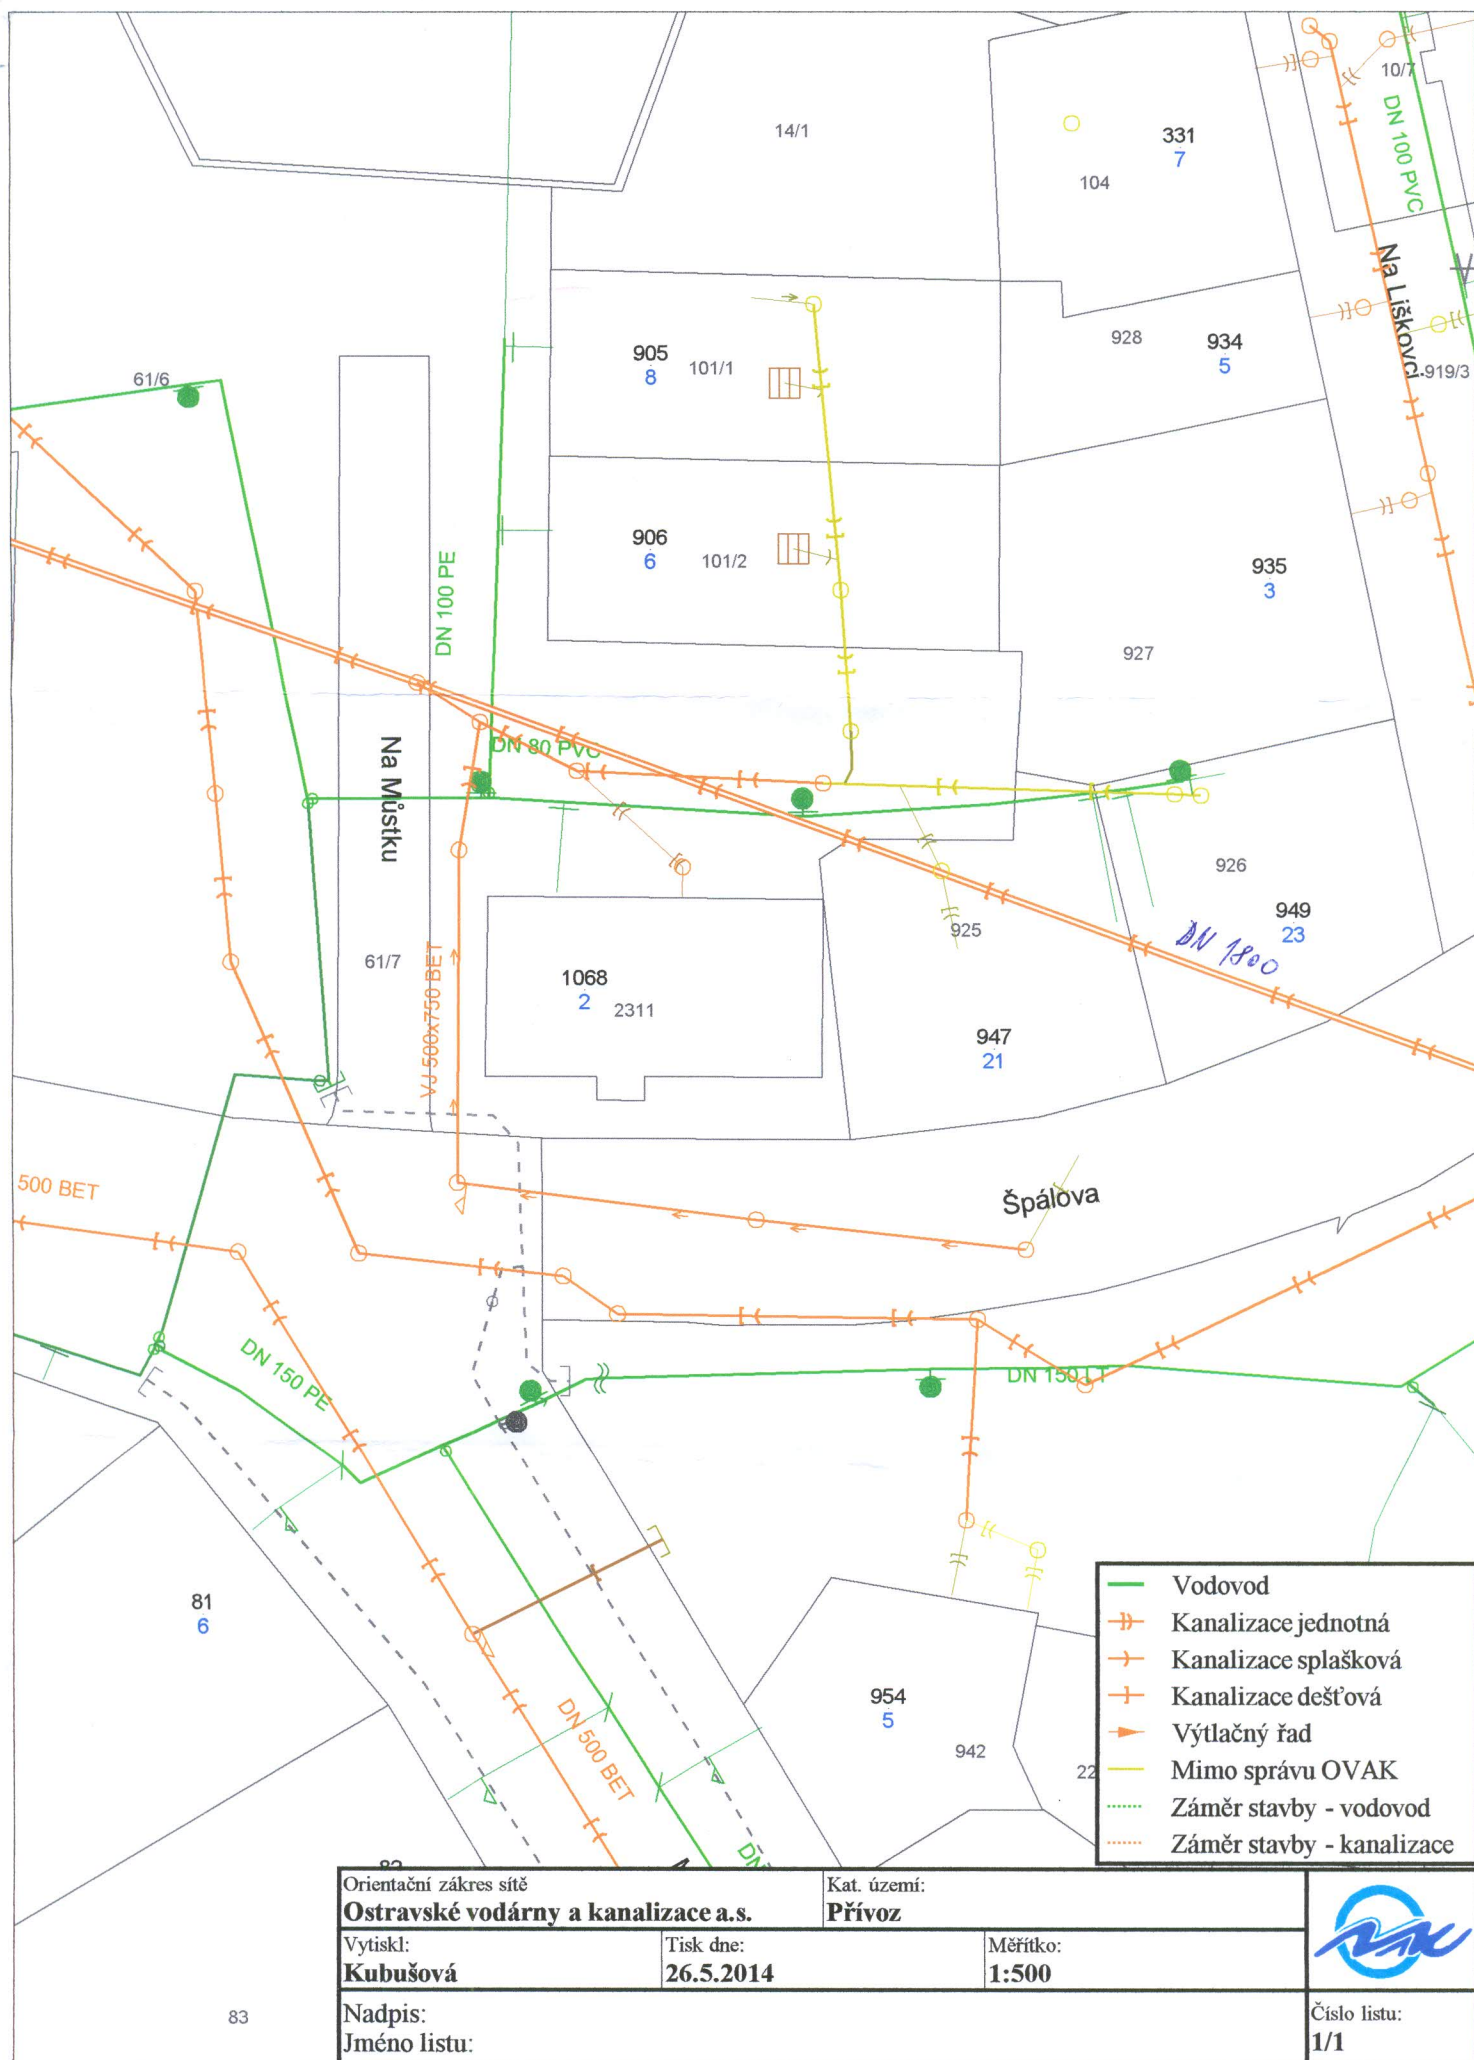 14/1
331
7
104
10/7
DN 100 PVC
Na Liškovci
928
934
5
919/3
905
8
101/1
61/6
906
6
101/2
DN 100 PE
935
3
927
DN 80 PVC
Na Můstku
926
949
23
DN 1800
925
61/7
VJ 500x750 BET
1068
2
2311
947
21
500 BET
Špálova
DN 150 PE
DN 150 LT
81
6
DN 500 BET
954
5
942
22
DN
83
Vodovod
Kanalizace jednotná
Kanalizace splašková
Kanalizace dešťová
Výtlačný řad
Mimo správu OVAK
Záměr stavby - vodovod
Záměr stavby - kanalizace
Orientační zákres sítě
Ostravské vodárny a kanalizace a.s.
Kat. území:
Přívoz
Vytiskl:
Kubušová
Tisk dne:
26.5.2014
Měřítko:
1:500
Nadpis:
Jméno listu:
Číslo listu:
1/1